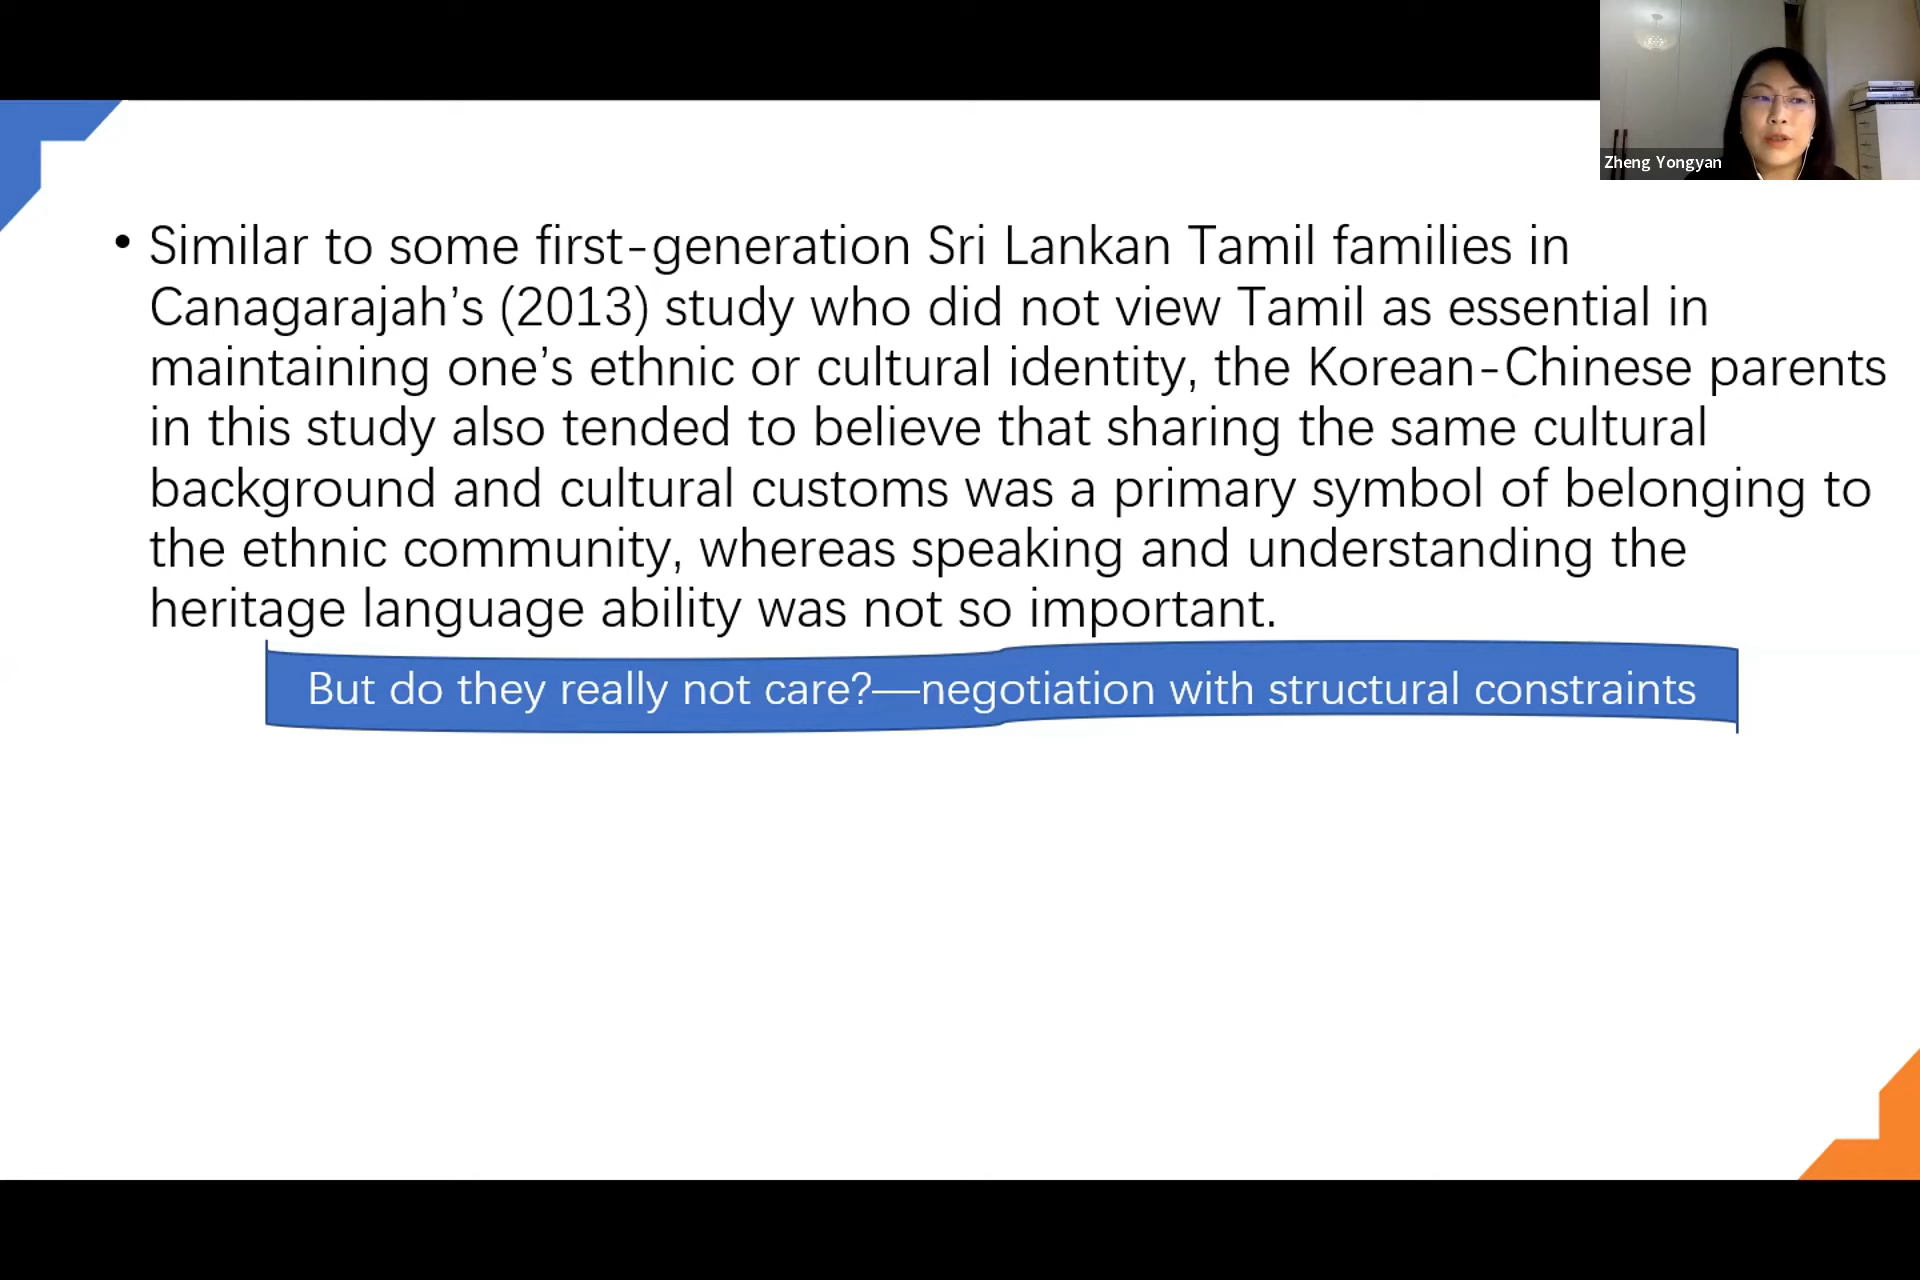 Zheng Yongyan
• Similar to some first-generation Sri Lankan Tamil families in
Canagarajah’s (2013) study who did not view Tamil as essential in
maintaining one’s ethnic or cultural identity, the Korean-Chinese parents
in this study also tended to believe that sharing the same cultural
background and cultural customs was a primary symbol of belonging to
the ethnic community, whereas speaking and understanding the
heritage language ability was not so important.
But do they really not care?—negotiation with structural constraints